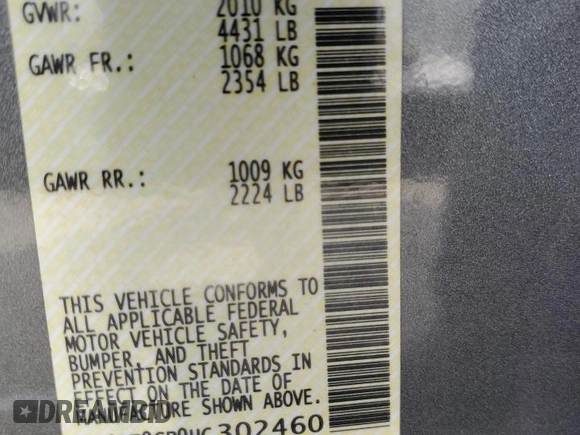 GVWR: 2010 KG
4431 LB
GAWR FR.: 1068 KG
2354 LB
GAWR RR.: 1009 KG
2224 LB
THIS VEHICLE CONFORMS TO
ALL APPLICABLE FEDERAL
MOTOR VEHICLE SAFETY,
BUMPER, AND THEFT
PREVENTION STANDARDS IN
EFFECT ON THE DATE OF
MANUFACTURE SHOWN ABOVE.
302460
DREAMBID